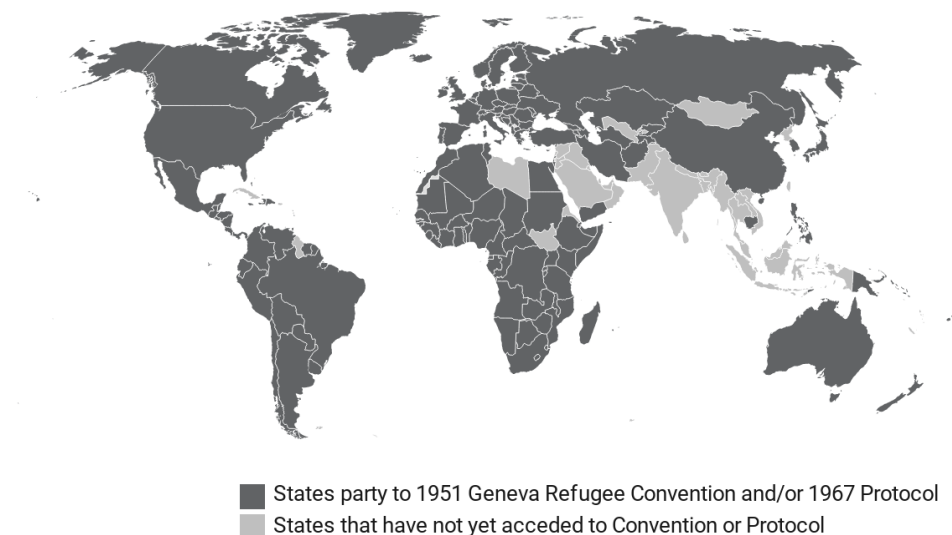 States party to 1951 Geneva Refugee Convention and/or 1967 Protocol
States that have not yet acceded to Convention or Protocol